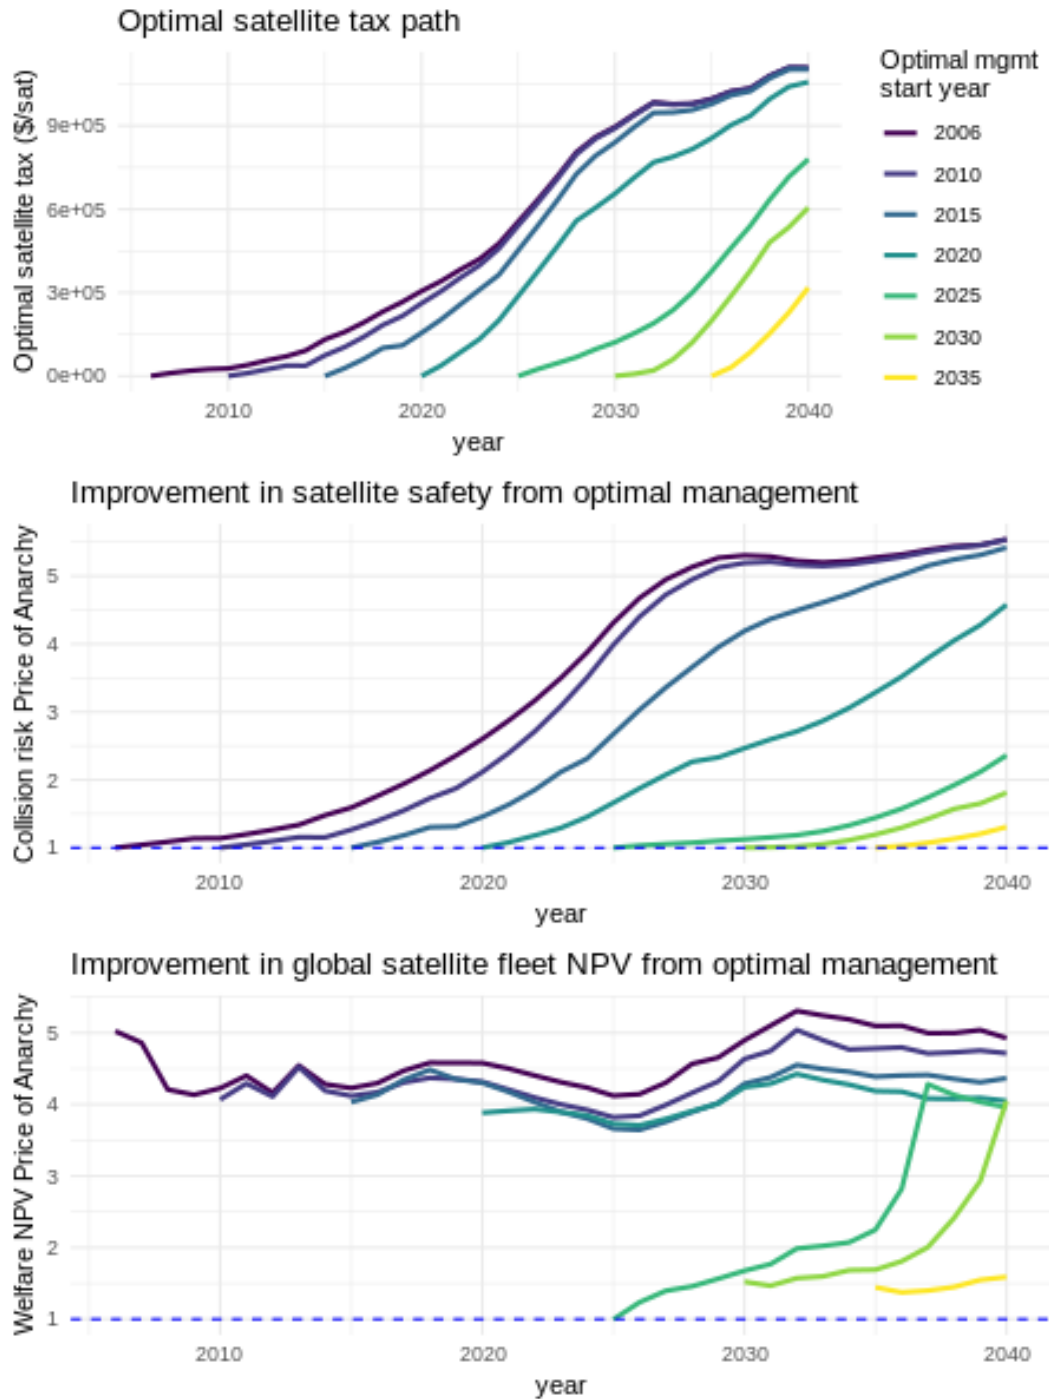 Optimal satellite tax path
Optimal satellite tax ($/sat)
9e+05
6e+05
3e+05
0e+00
2010
2020
2030
2040
year
Optimal mgmt
start year
2006
2010
2015
2020
2025
2030
2035
Improvement in satellite safety from optimal management
Collision risk Price of Anarchy
5
4
3
2
1
2010
2020
2030
2040
year
Improvement in global satellite fleet NPV from optimal management
Welfare NPV Price of Anarchy
5
4
3
2
1
2010
2020
2030
2040
year